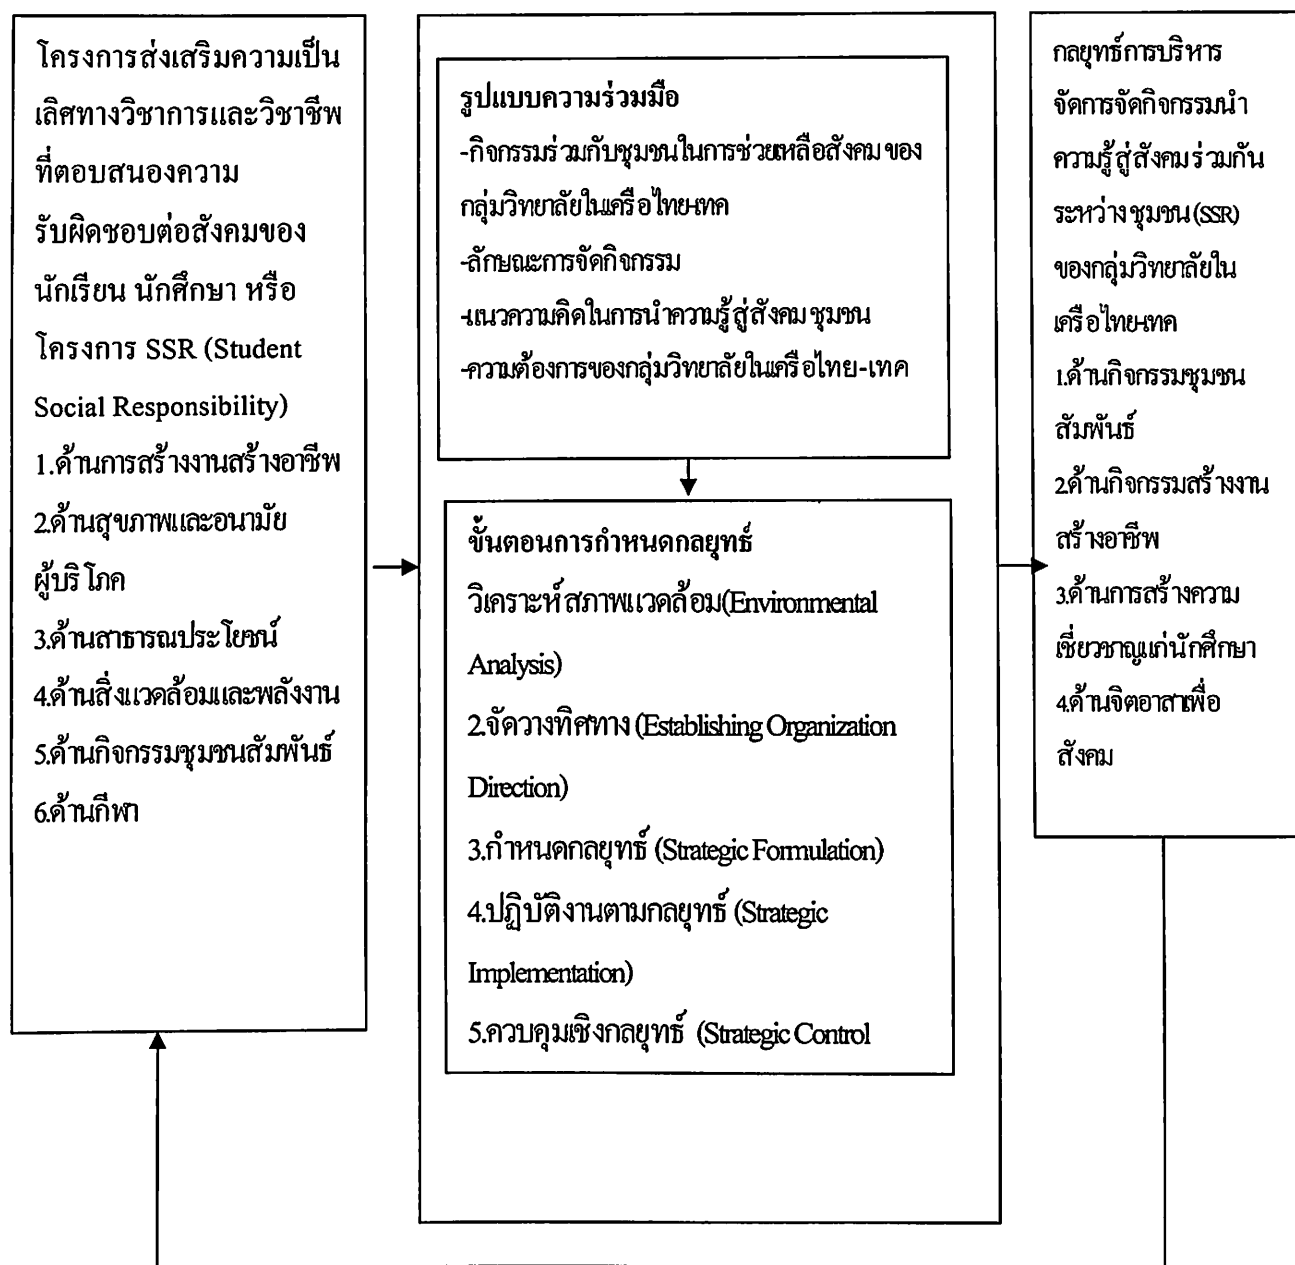 โครงการส่งเสริมความเป็น
เลิศทางวิชาการและวิชาชีพ
ที่ตอบสนองความ
รับผิดชอบต่อสังคมของ
นักเรียน นักศึกษา หรือ
โครงการ SSR (Student
Social Responsibility)
1.ด้านการสร้างงานสร้างอาชีพ
2.ด้านสุขภาพและอนามัย
ผู้บริโภค
3.ด้านสาธารณประโยชน์
4.ด้านสิ่งแวดล้อมและพลังงาน
5.ด้านกิจกรรมชุมชนสัมพันธ์
6.ด้านกีฬา
รูปแบบความร่วมมือ
-กิจกรรมร่วมกับชุมชนในการช่วยเหลือสังคม ของ
กลุ่มวิทยาลัยในเครือไทย-เทค
-ลักษณะการจัดกิจกรรม
-แนวความคิดในการนำความรู้สู่สังคม ชุมชน
-ความต้องการของกลุ่มวิทยาลัยในเครือไทย-เทค
ขั้นตอนการกำหนดกลยุทธ์
วิเคราะห์สภาพแวดล้อม(Environmental
Analysis)
2.จัดวางทิศทาง (Establishing Organization
Direction)
3.กำหนดกลยุทธ์ (Strategic Formulation)
4.ปฏิบัติงานตามกลยุทธ์ (Strategic
Implementation)
5.ควบคุมเชิงกลยุทธ์ (Strategic Control
กลยุทธ์การบริหาร
จัดการจัดกิจกรรมนำ
ความรู้สู่สังคมร่วมกัน
ระหว่างชุมชน (SSR)
ของกลุ่มวิทยาลัยใน
เครือไทย-เทค
1.ด้านกิจกรรมชุมชน
สัมพันธ์
2.ด้านกิจกรรมสร้างงาน
สร้างอาชีพ
3.ด้านการสร้างความ
เชี่ยวชาญแก่นักศึกษา
4.ด้านจิตอาสาเพื่อ
สังคม